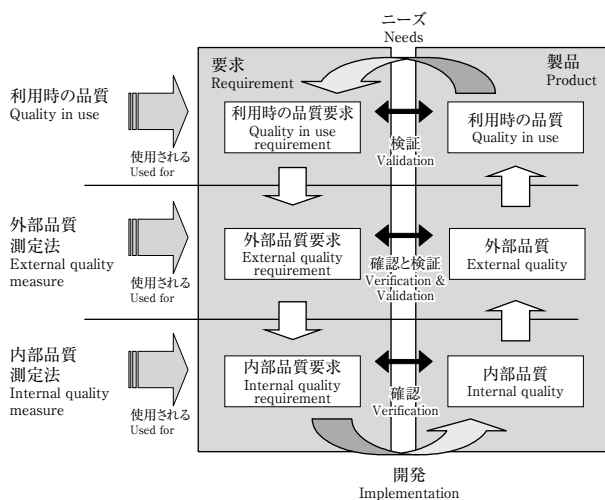 ニーズ
Needs
要求
Requirement
製品
Product
利用時の品質
Quality in use
使用される
Used for
利用時の品質要求
Quality in use
requirement
検証
Validation
利用時の品質
Quality in use
外部品質
測定法
External quality
measure
使用される
Used for
外部品質要求
External quality
requirement
確認と検証
Verification &
Validation
外部品質
External quality
内部品質
測定法
Internal quality
measure
使用される
Used for
内部品質要求
Internal quality
requirement
確認
Verification
内部品質
Internal quality
開発
Implementation